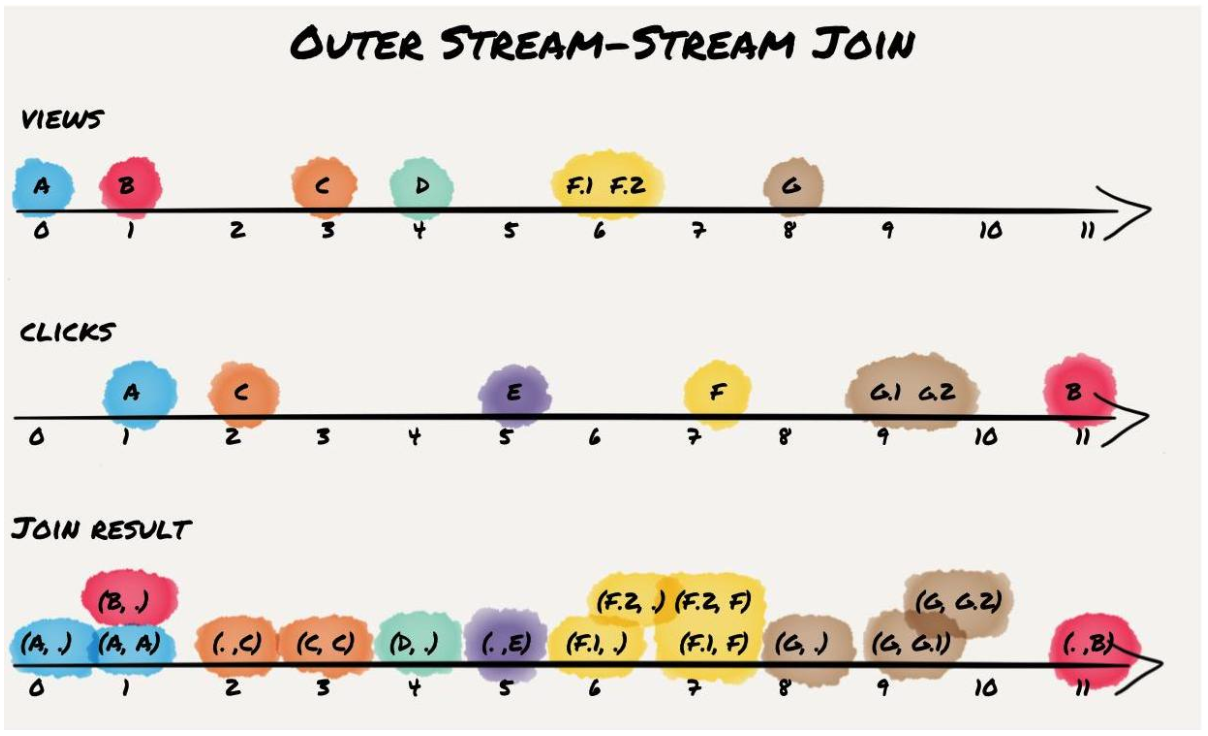 OUTER STREAM-STREAM JOIN
VIEWS
A B C D F.1 F.2 G
0 1 2 3 4 5 6 7 8 9 10 11
CLICKS
A C E F G.1 G.2 B
0 1 2 3 4 5 6 7 8 9 10 11
JOIN RESULT
(B, .) (F.2, .) (F.2, F) (G, G.2)
(A, .) (A, A) (. ,C) (C, C) (D, .) (. ,E) (F.1, .) (F.1, F) (G, .) (G, G.1) (. ,B)
0 1 2 3 4 5 6 7 8 9 10 11